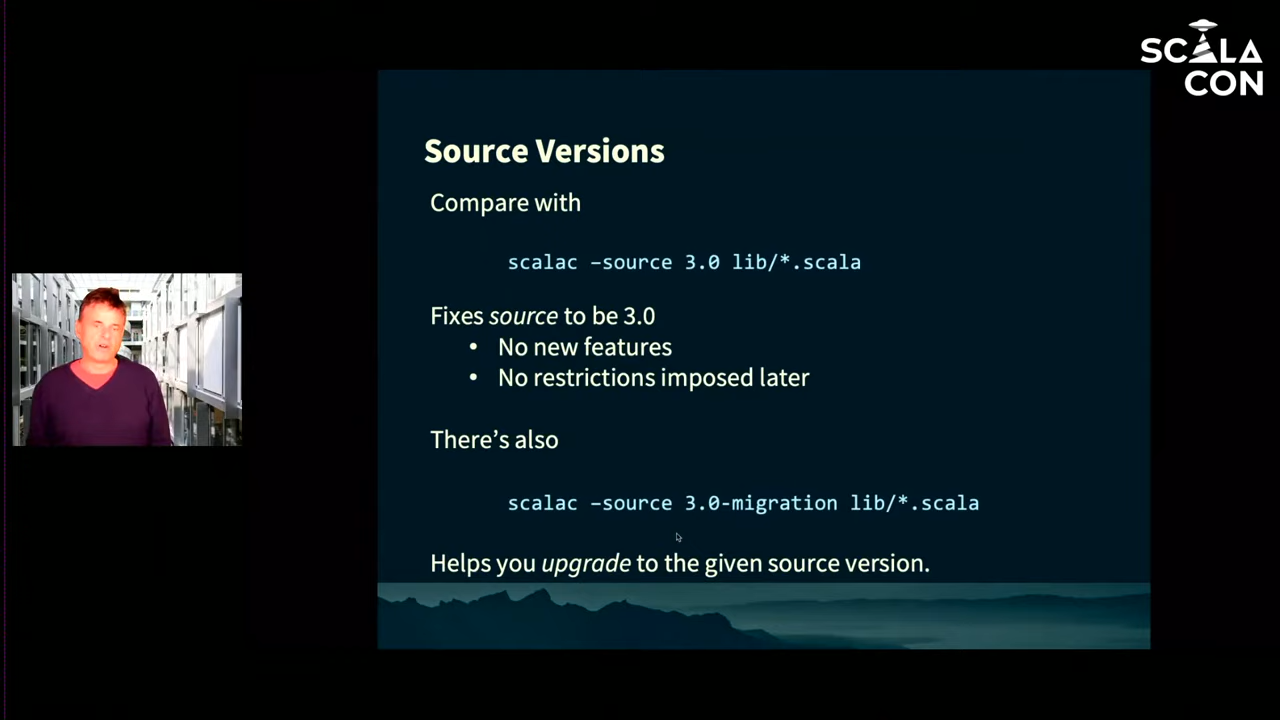 SCALA
CON
Source Versions
Compare with
scalac –source 3.0 lib/*.scala
Fixes source to be 3.0
• No new features
• No restrictions imposed later
There’s also
scalac –source 3.0-migration lib/*.scala
Helps you upgrade to the given source version.